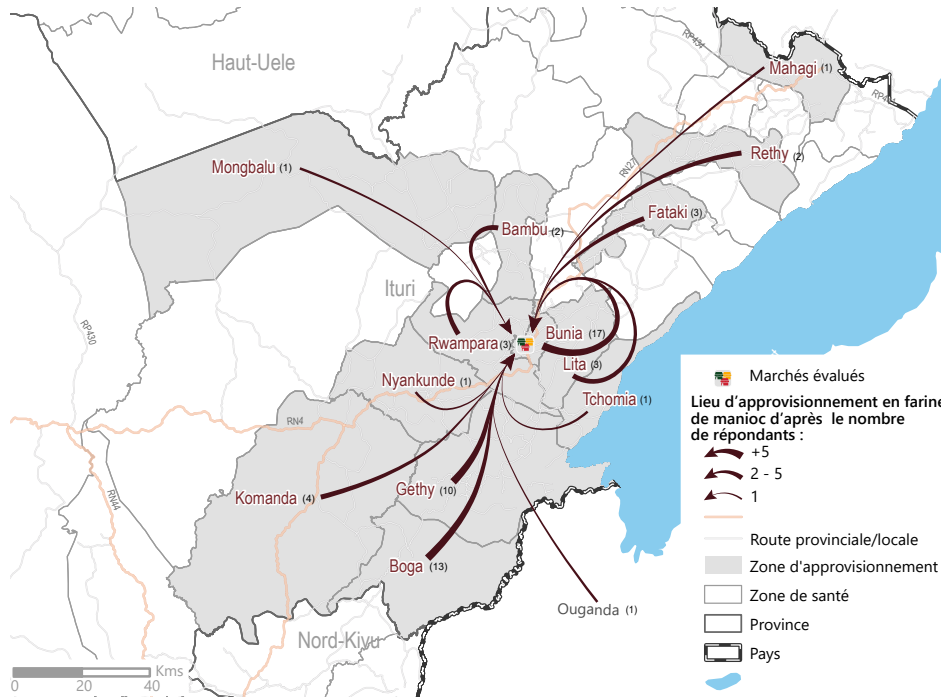 Haut-Uele
RP434
Mahagi (1)
RP4
Mongbalu (1)
RN27
Rethy (2)
Fataki (3)
Bambu (2)
Ituri
RP430
Bunia (17)
Rwampara (3)
Lita (3)
Nyankunde (1)
Tchomia (1)
RN4
Komanda (4)
Gethy (10)
RN44
Boga (13)
Ouganda (1)
Nord-Kivu
Kms
0 20 40
Marchés évalués
Lieu d'approvisionnement en farine
de manioc d'après le nombre
de répondants :
+5
2 - 5
1
Route provinciale/locale
Zone d'approvisionnement
Zone de santé
Province
Pays